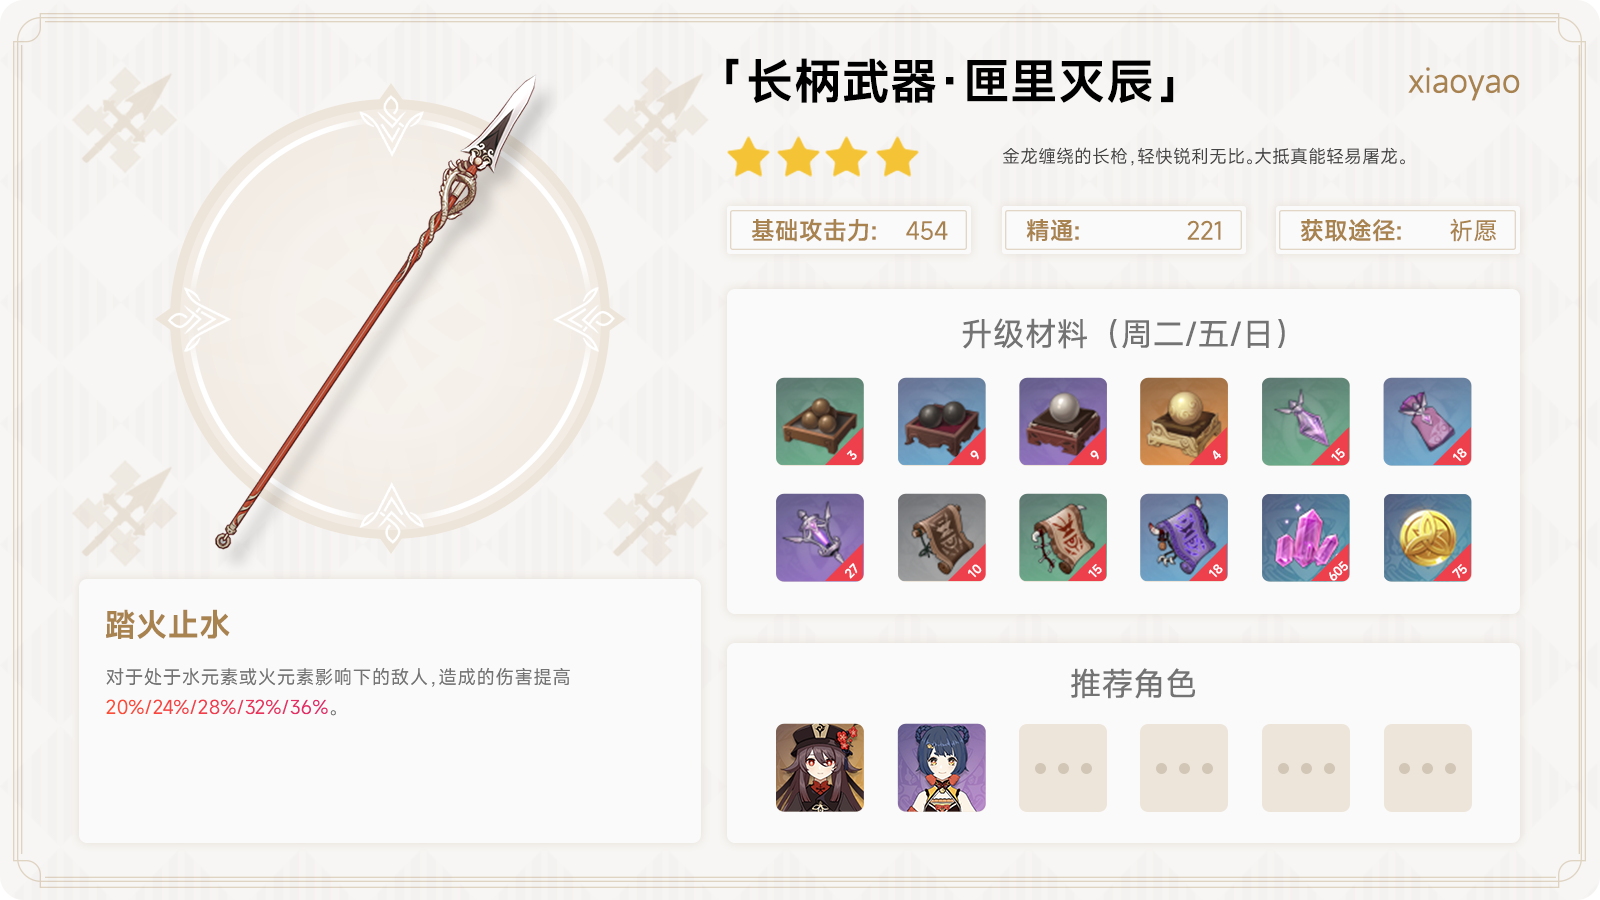 「长柄武器·匣里灭辰」
xiaoyao
金龙缠绕的长枪,轻快锐利无比。大抵真能轻易屠龙。
基础攻击力: 454
精通: 221
获取途径: 祈愿
升级材料（周二/五/日）
3 9 9 4 15 18
27 10 15 18 605 75
踏火止水
对于处于水元素或火元素影响下的敌人,造成的伤害提高
20%/24%/28%/32%/36%。
推荐角色